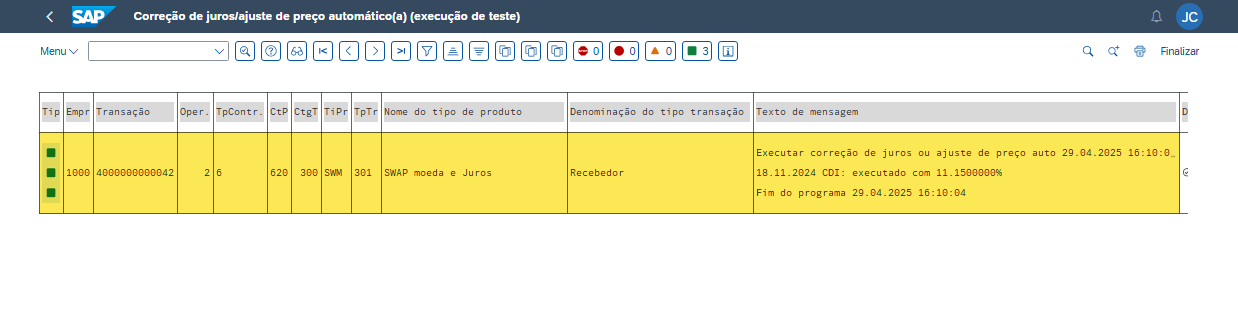 SAP Correção de juros/ajuste de preço automático(a) (execução de teste) JC
Menu 0 0 0 3 Finalizar
Tip Empr Transação Oper. TpContr. CtP CtgT TiPr TpTr Nome do tipo de produto Denominação do tipo transação Texto de mensagem D
Executar correção de juros ou ajuste de preço auto 29.04.2025 16:10:0…
1000 4000000000042 2 6 620 300 SWM 301 SWAP moeda e Juros Recebedor 18.11.2024 CDI: executado com 11.1500000%
Fim do programa 29.04.2025 16:10:04